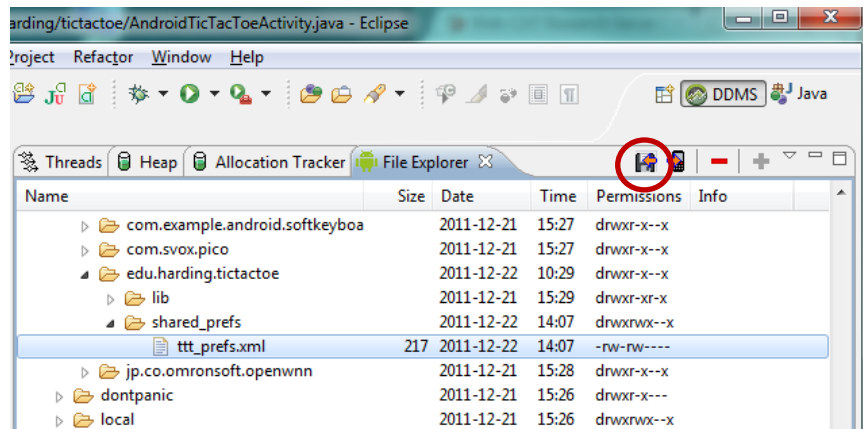 arding/tictactoe/AndroidTicTacToeActivity.java - Eclipse
Project Refactor Window Help
DDMS Java
Threads Heap Allocation Tracker File Explorer
Name Size Date Time Permissions Info
com.example.android.softkeyboa 2011-12-21 15:27 drwxr-x--x
com.svox.pico 2011-12-21 15:27 drwxr-x--x
edu.harding.tictactoe 2011-12-22 10:29 drwxr-x--x
lib 2011-12-21 15:29 drwxr-xr-x
shared_prefs 2011-12-22 14:07 drwxrwx--x
ttt_prefs.xml 217 2011-12-22 14:07 -rw-rw----
jp.co.omronsoft.openwnn 2011-12-21 15:28 drwxr-x--x
dontpanic 2011-12-21 15:26 drwxr-x---
local 2011-12-21 15:26 drwxrwx--x